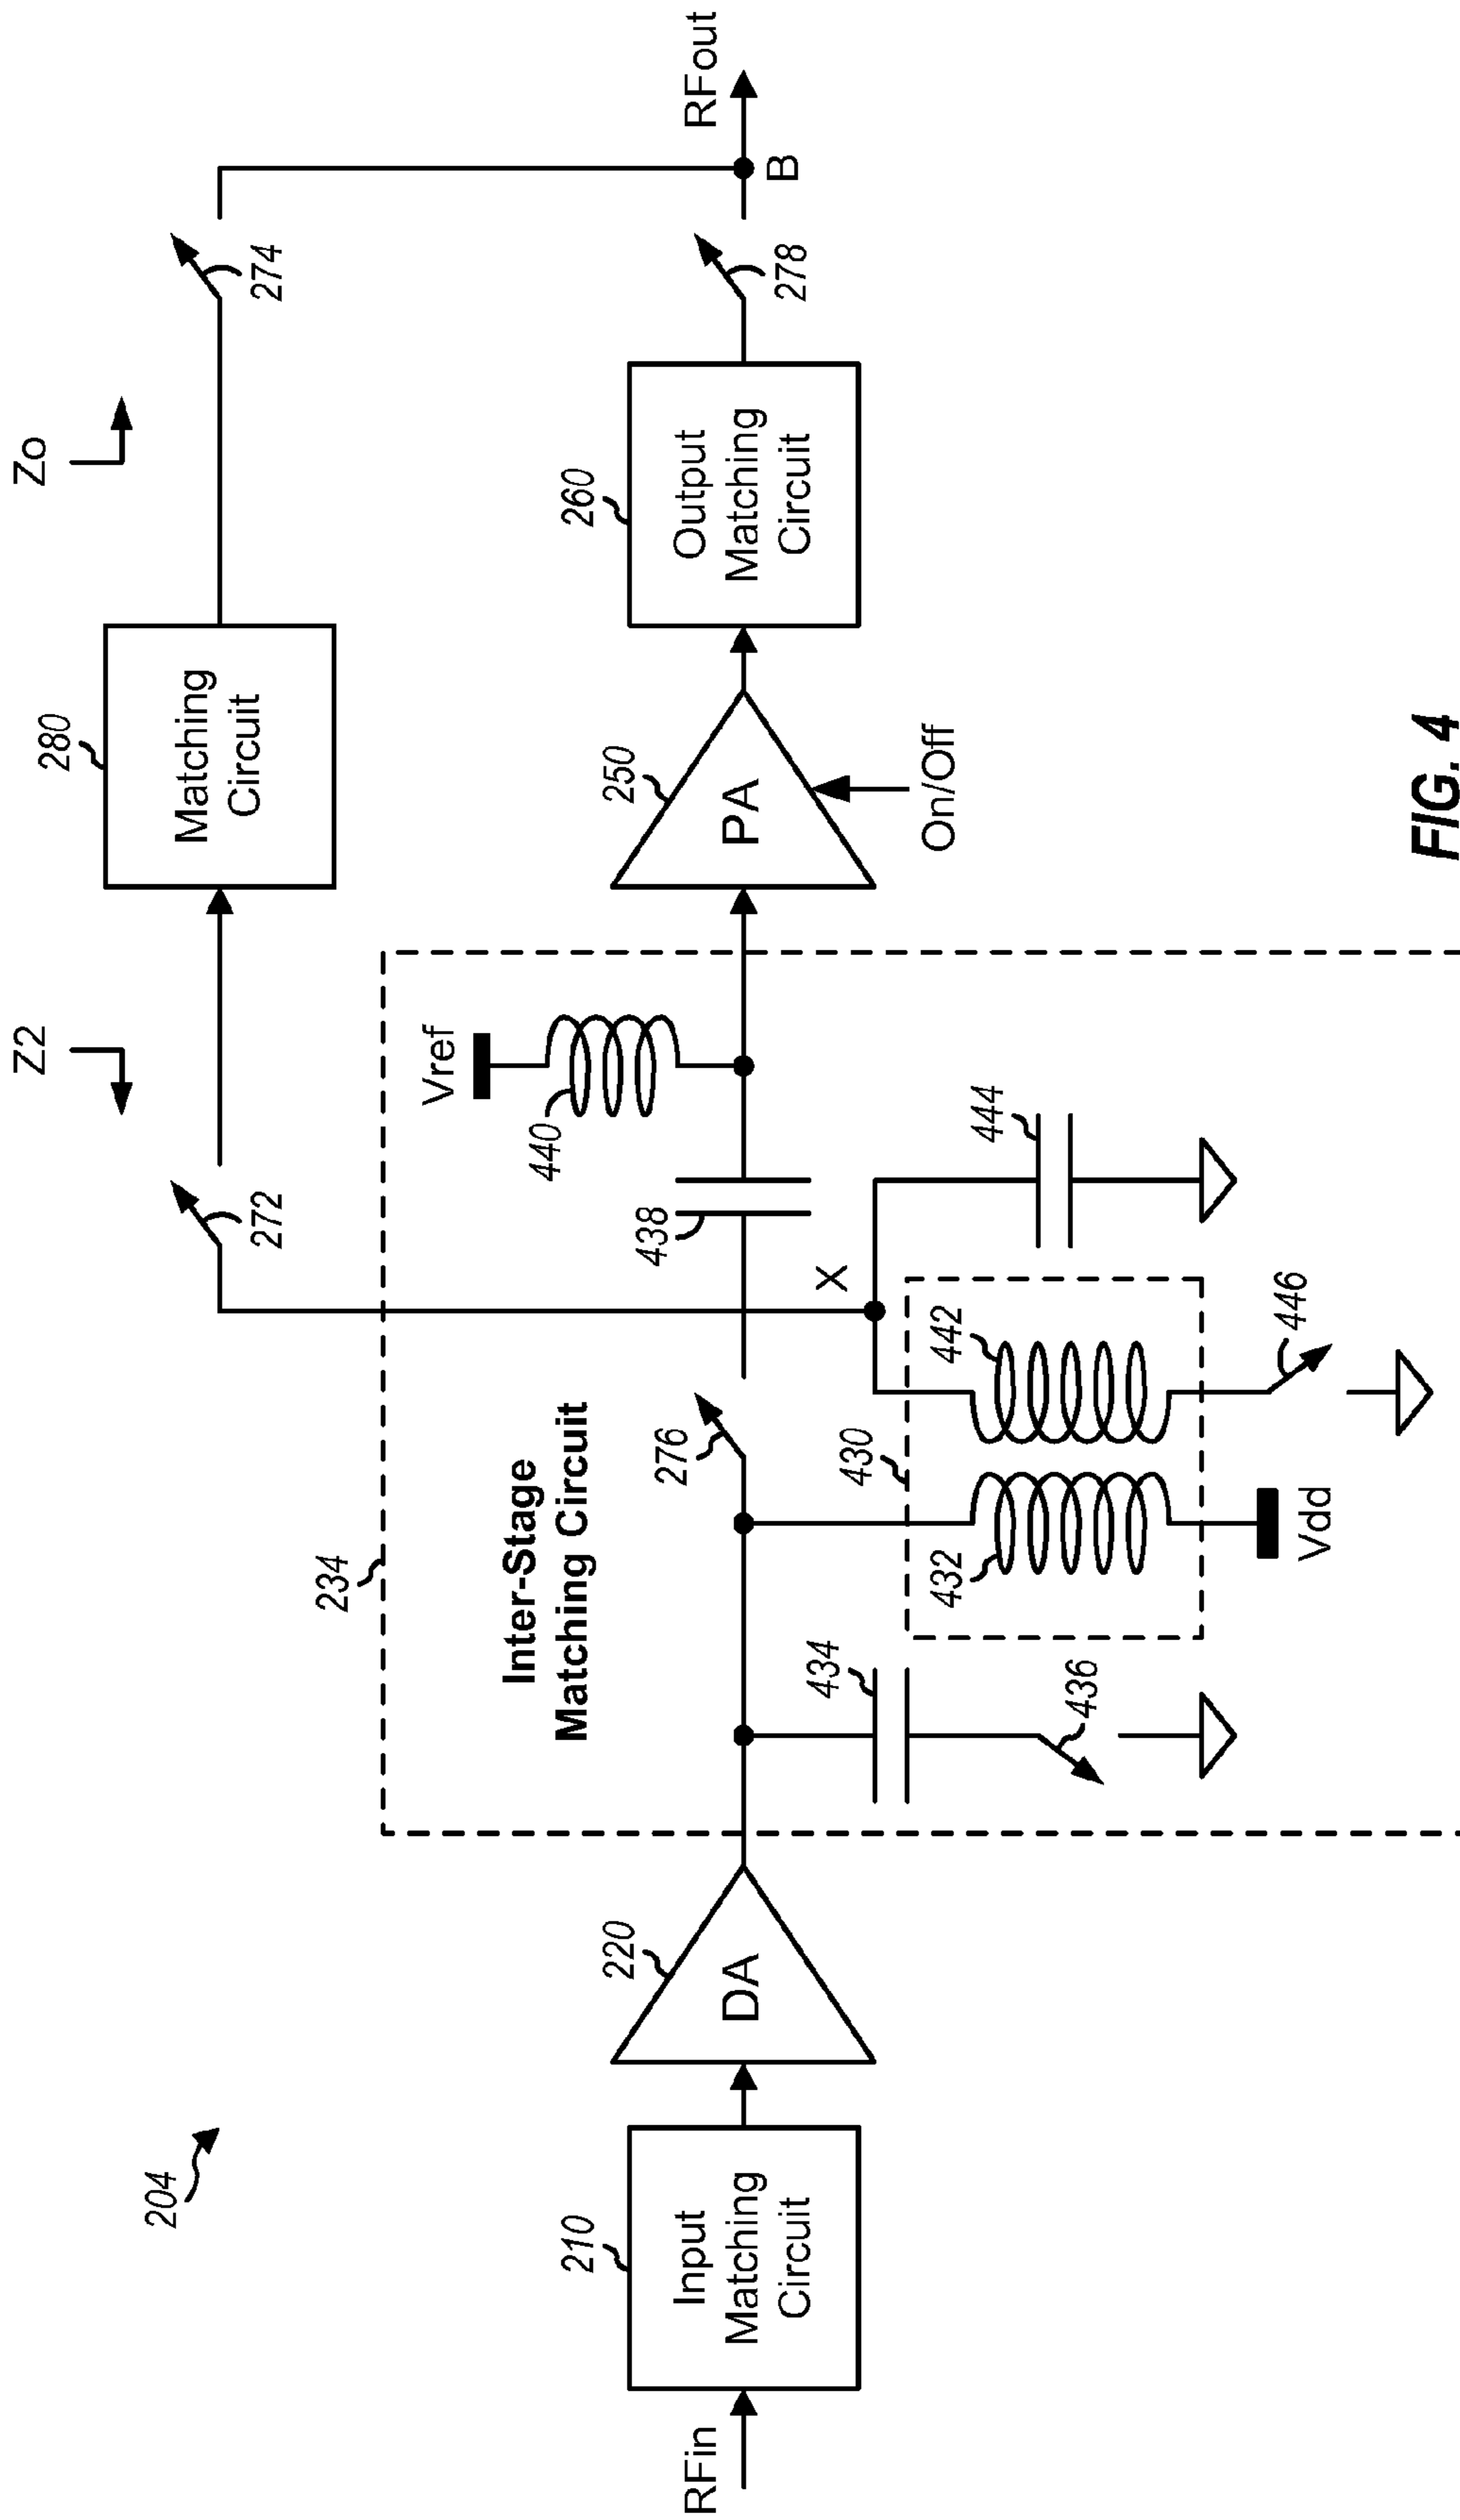 204
Z2
Zo
280
Matching
Circuit
272
274
234
Inter-Stage
Matching Circuit
Vref
440
RFin
210
Input
Matching
Circuit
220
DA
276
438
250
PA
On/Off
260
Output
Matching
Circuit
278
RFout
B
X
434
436
430
432
442
444
446
Vdd
FIG. 4